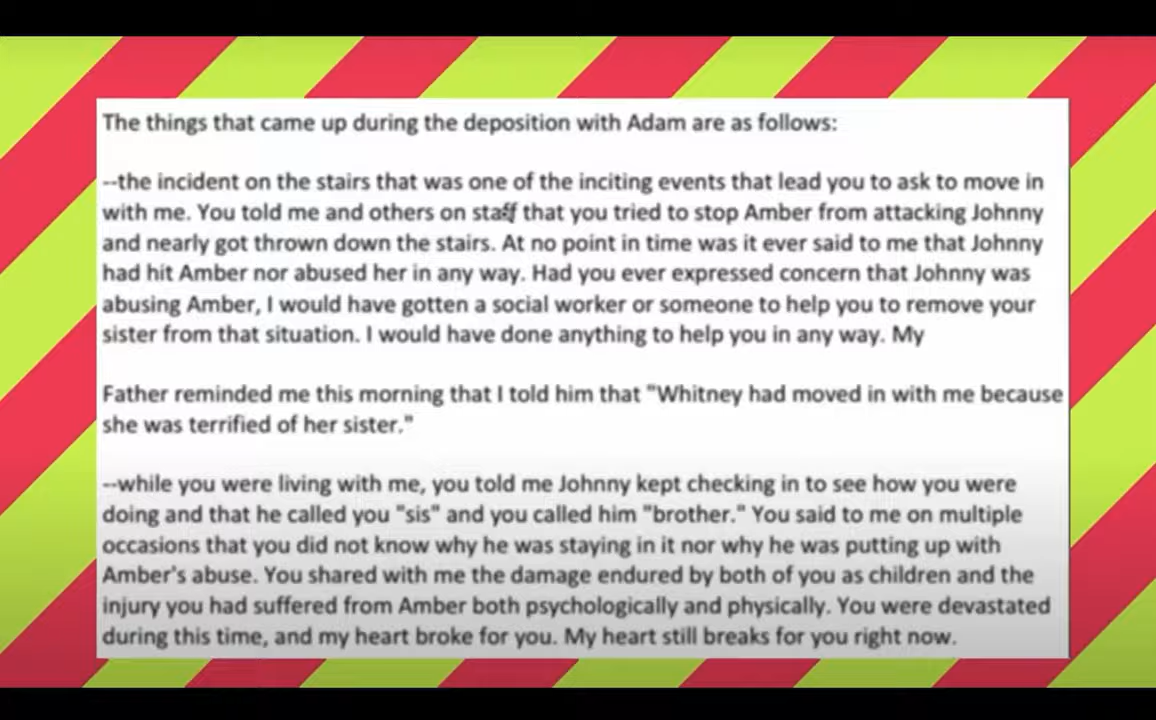 The things that came up during the deposition with Adam are as follows:
--the incident on the stairs that was one of the inciting events that lead you to ask to move in
with me. You told me and others on staff that you tried to stop Amber from attacking Johnny
and nearly got thrown down the stairs. At no point in time was it ever said to me that Johnny
had hit Amber nor abused her in any way. Had you ever expressed concern that Johnny was
abusing Amber, I would have gotten a social worker or someone to help you to remove your
sister from that situation. I would have done anything to help you in any way. My
Father reminded me this morning that I told him that "Whitney had moved in with me because
she was terrified of her sister."
--while you were living with me, you told me Johnny kept checking in to see how you were
doing and that he called you "sis" and you called him "brother." You said to me on multiple
occasions that you did not know why he was staying in it nor why he was putting up with
Amber's abuse. You shared with me the damage endured by both of you as children and the
injury you had suffered from Amber both psychologically and physically. You were devastated
during this time, and my heart broke for you. My heart still breaks for you right now.